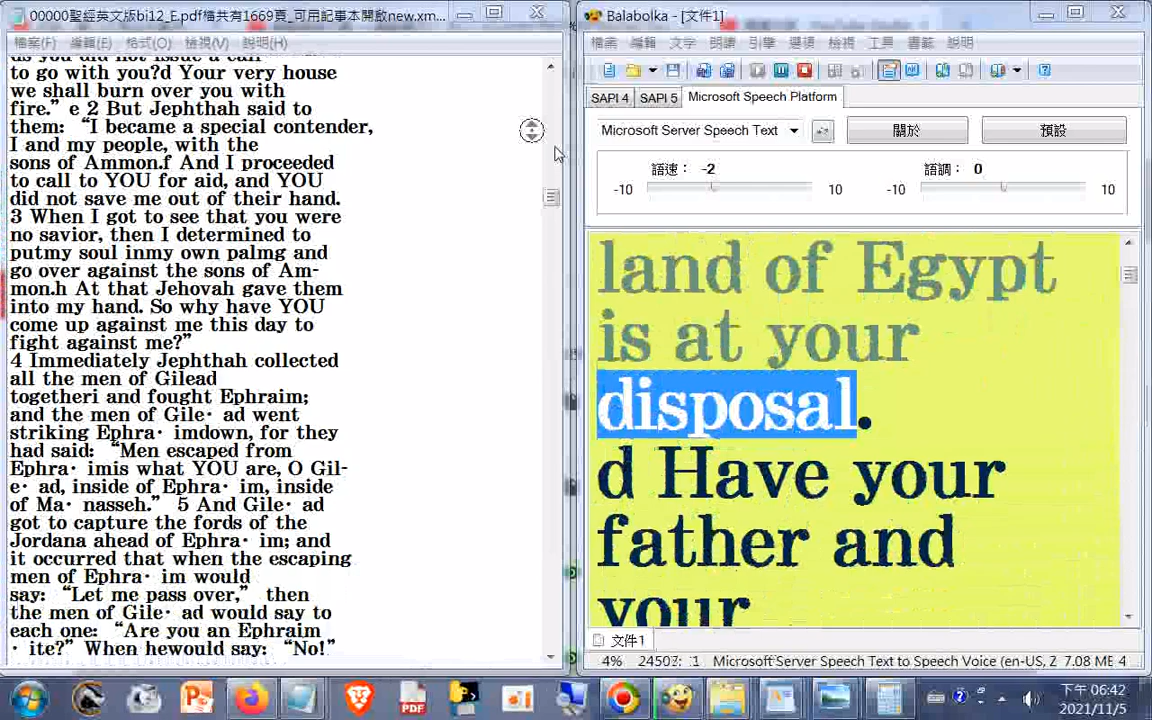 00000聖經英文版bi12_E.pdf檔共有1669頁_可用記事本開啟new.xm...
檔案(F) 編輯(E) 格式(O) 檢視(V) 說明(H)
as you did not issue a call
to go with you?d Your very house
we shall burn over you with
fire.” e 2 But Jephthah said to
them: “I became a special contender,
I and my people, with the
sons of Ammon.f And I proceeded
to call to YOU for aid, and YOU
did not save me out of their hand.
3 When I got to see that you were
no savior, then I determined to
putmy soul inmy own palmg and
go over against the sons of Am-
mon.h At that Jehovah gave them
into my hand. So why have YOU
come up against me this day to
fight against me?”
4 Immediately Jephthah collected
all the men of Gilead
togetheri and fought Ephraim;
and the men of Gile· ad went
striking Ephra· imdown, for they
had said: “Men escaped from
Ephra· imis what YOU are, O Gil-
e· ad, inside of Ephra· im, inside
of Ma· nasseh.” 5 And Gile· ad
got to capture the fords of the
Jordana ahead of Ephra· im; and
it occurred that when the escaping
men of Ephra· im would
say: “Let me pass over,” then
the men of Gile· ad would say to
each one: “Are you an Ephraim
· ite?” When hewould say: “No!”
Balabolka - [文件1]
檔案 編輯 文字 朗讀 引擎 選項 檢視 工具 書籤 說明
SAPI 4 SAPI 5 Microsoft Speech Platform
Microsoft Server Speech Text 關於 預設
語速： -2 語調： 0
-10 10 -10 10
land of Egypt
is at your
disposal.
d Have your
father and
your
文件1
4% 24507: :1 Microsoft Server Speech Text to Speech Voice (en-US, Z 7.08 ME 4
PDF
下午 06:42
2021/11/5